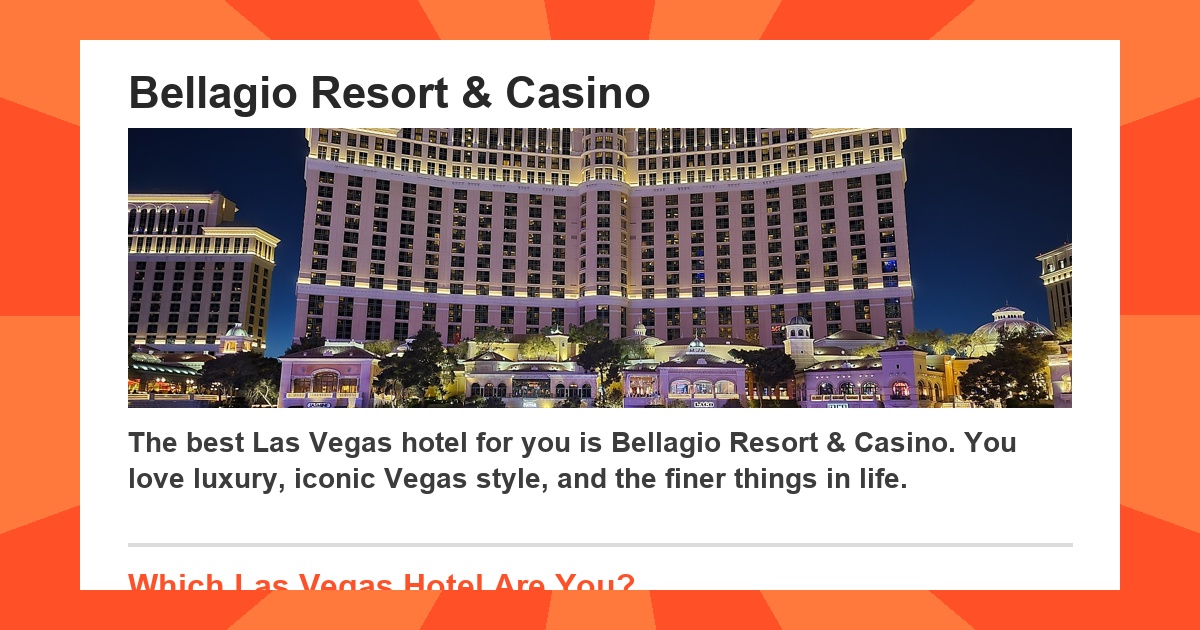 Bellagio Resort & Casino
LAGO
The best Las Vegas hotel for you is Bellagio Resort & Casino. You
love luxury, iconic Vegas style, and the finer things in life.
Which Las Vegas Hotel Are You?